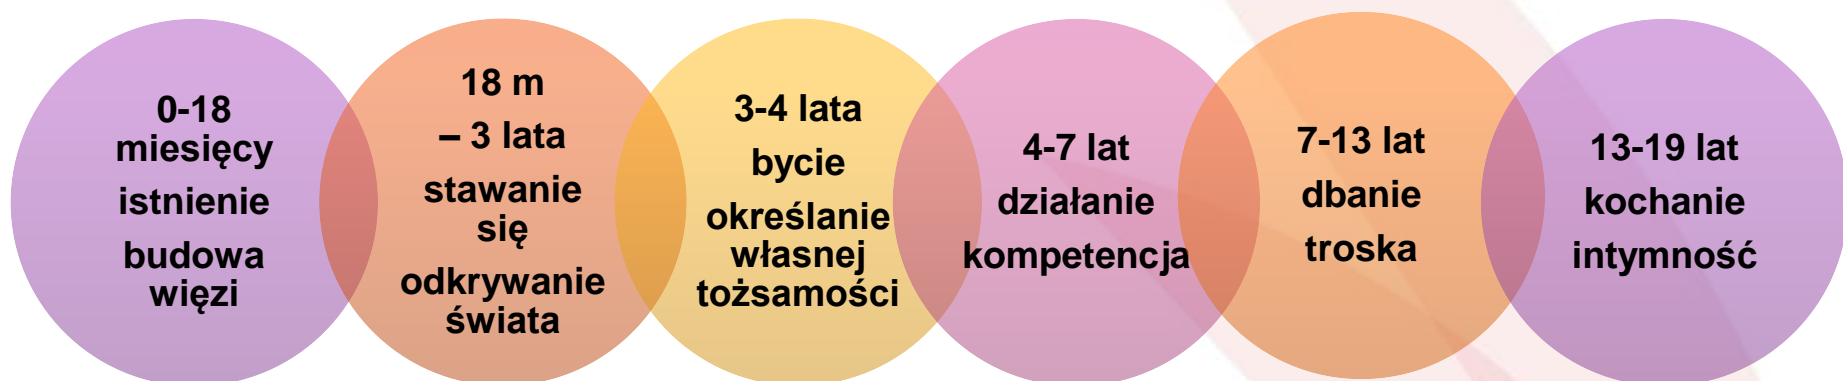 0-18
miesięcy
istnienie
budowa
więzi
18 m
– 3 lata
stawanie
się
odkrywanie
świata
3-4 lata
bycie
określanie
własnej
tożsamości
4-7 lat
działanie
kompetencja
7-13 lat
dbanie
troska
13-19 lat
kochanie
intymność